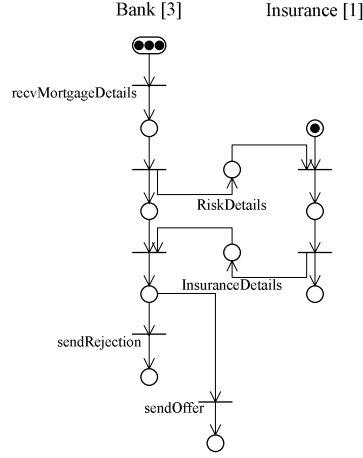 Bank [3] Insurance [1]
recvMortgageDetails
RiskDetails
InsuranceDetails
sendRejection
sendOffer